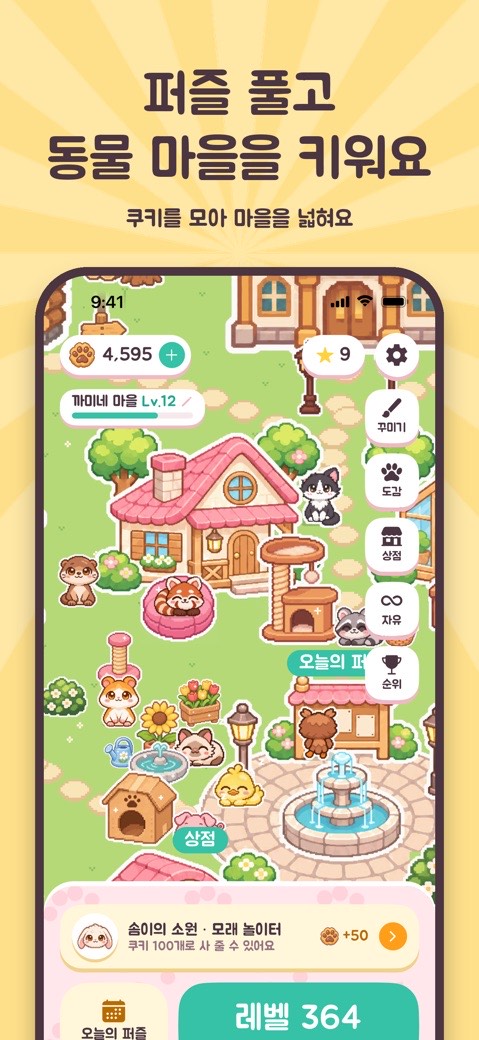 퍼즐 풀고
동물 마을을 키워요
쿠키를 모아 마을을 넓혀요
9:41
4,595
9
까미네 마을 Lv.12
꾸미기
도감
상점
자유
오늘의 퍼
순위
상점
솜이의 소원 · 모래 놀이터
쿠키 100개로 사 줄 수 있어요
+50
오늘의 퍼즐
레벨 364